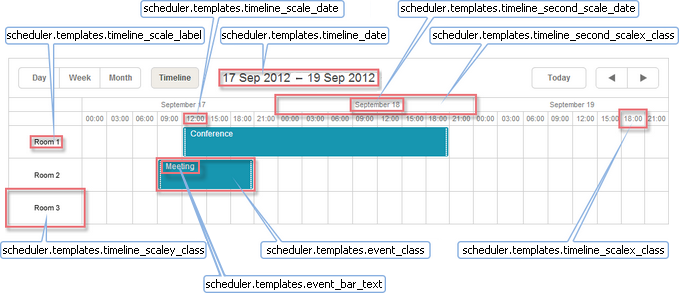 scheduler.templates.timeline_scale_date
scheduler.templates.timeline_second_scale_date
scheduler.templates.timeline_scale_label
scheduler.templates.timeline_date
scheduler.templates.timeline_second_scalex_class
Day Week Month Timeline 17 Sep 2012 – 19 Sep 2012 Today
September 17 September 18 September 19
00:00 03:00 06:00 09:00 12:00 15:00 18:00 21:00 00:00 03:00 06:00 09:00 12:00 15:00 18:00 21:00 00:00 03:00 06:00 09:00 12:00 15:00 18:00 21:00
Conference
Room 1
Meeting
Room 2
Room 3
scheduler.templates.timeline_scaley_class
scheduler.templates.event_class
scheduler.templates.timeline_scalex_class
scheduler.templates.event_bar_text